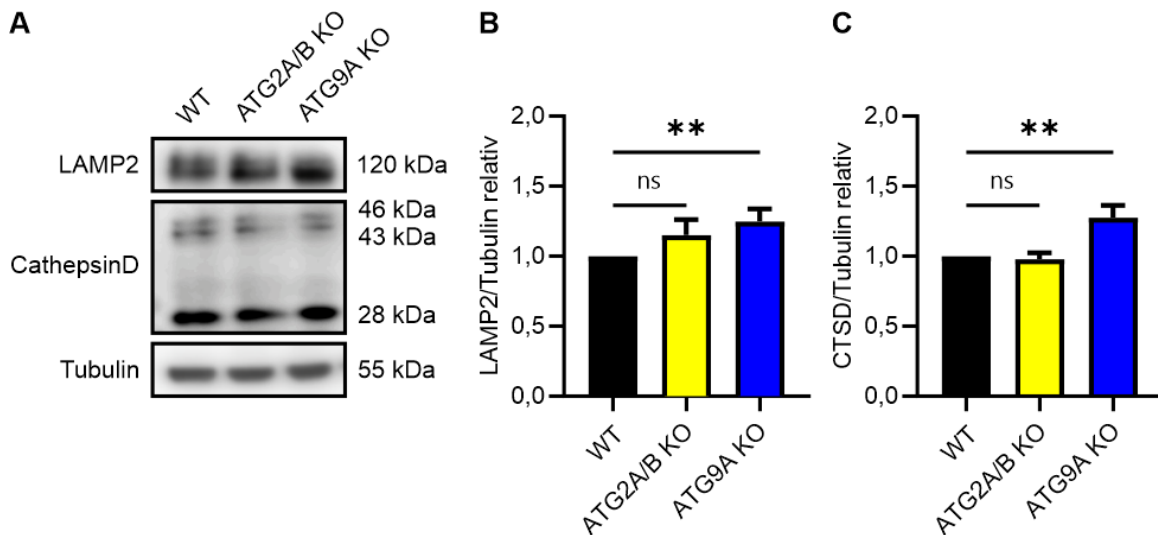 A
WT
ATG2A/B KO
ATG9A KO
LAMP2
120 kDa
46 kDa
43 kDa
CathepsinD
28 kDa
Tubulin
55 kDa
B
LAMP2/Tubulin relativ
2,0
1,5
1,0
0,5
0,0
**
ns
WT
ATG2A/B KO
ATG9A KO
C
CTSD/Tubulin relativ
2,0
1,5
1,0
0,5
0,0
**
ns
WT
ATG2A/B KO
ATG9A KO